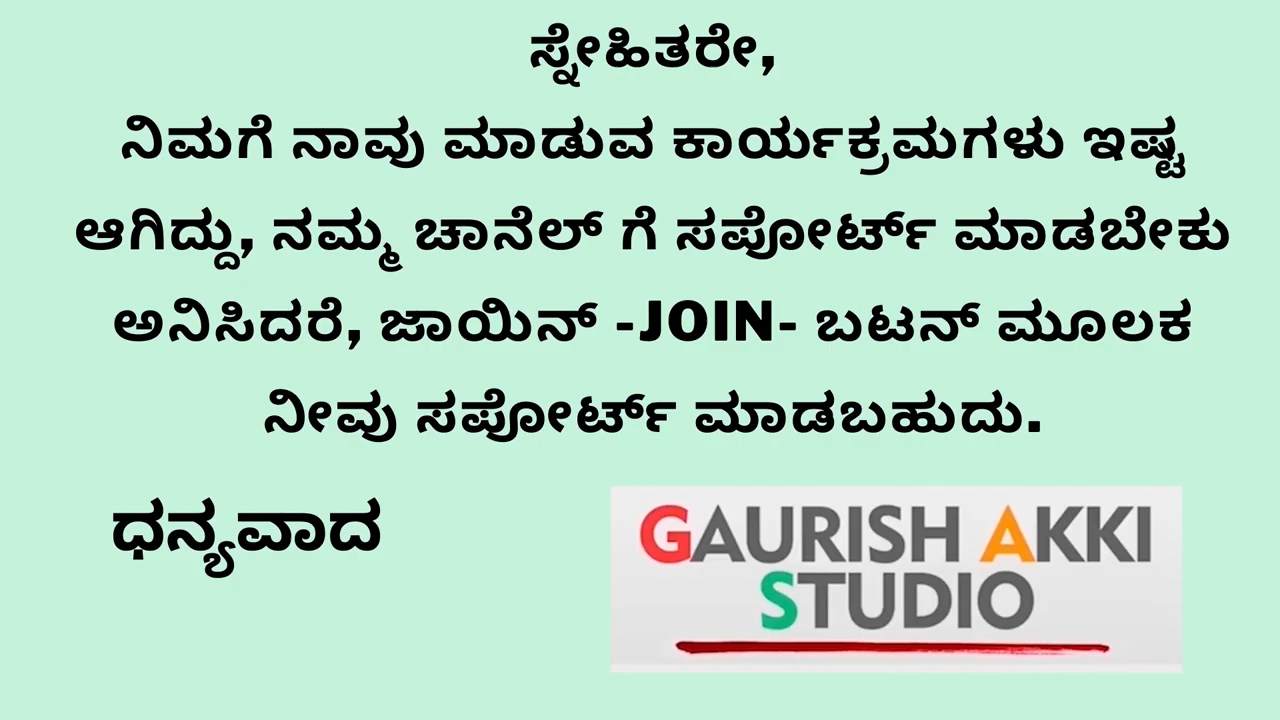 ಸ್ನೇಹಿತರೇ,
ನಿಮಗೆ ನಾವು ಮಾಡುವ ಕಾರ್ಯಕ್ರಮಗಳು ಇಷ್ಟ
ಆಗಿದ್ದು, ನಮ್ಮ ಚಾನೆಲ್ ಗೆ ಸಪೋರ್ಟ್ ಮಾಡಬೇಕು
ಅನಿಸಿದರೆ, ಜಾಯಿನ್ -JOIN- ಬಟನ್ ಮೂಲಕ
ನೀವು ಸಪೋರ್ಟ್ ಮಾಡಬಹುದು.
ಧನ್ಯವಾದ
GAURISH AKKI
STUDIO